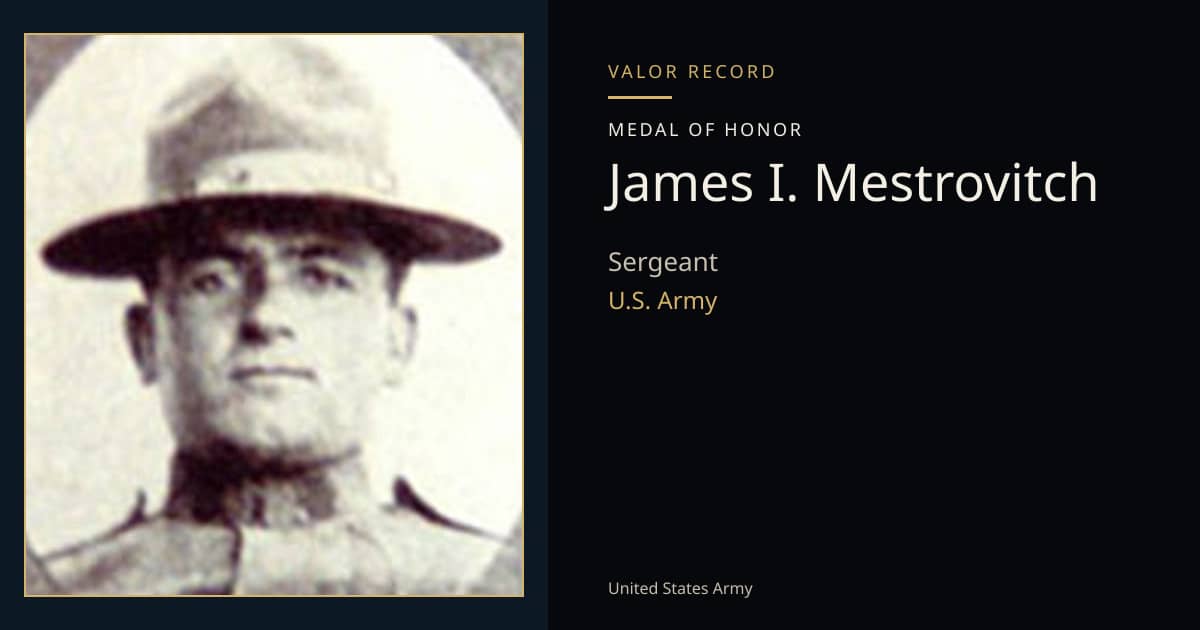 VALOR RECORD
MEDAL OF HONOR
James I. Mestrovitch
Sergeant
U.S. Army
United States Army